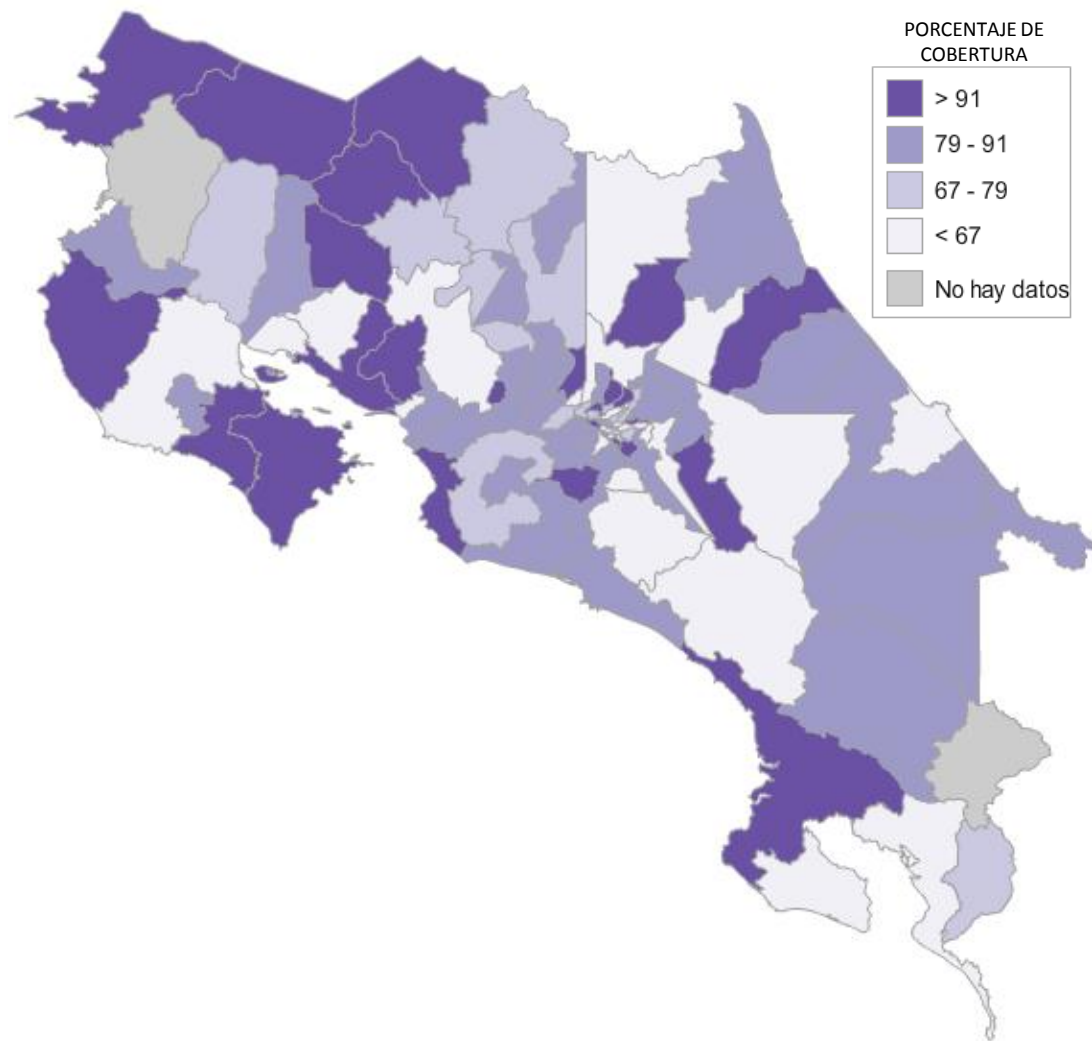 PORCENTAJE DE
COBERTURA
> 91
79 - 91
67 - 79
< 67
No hay datos